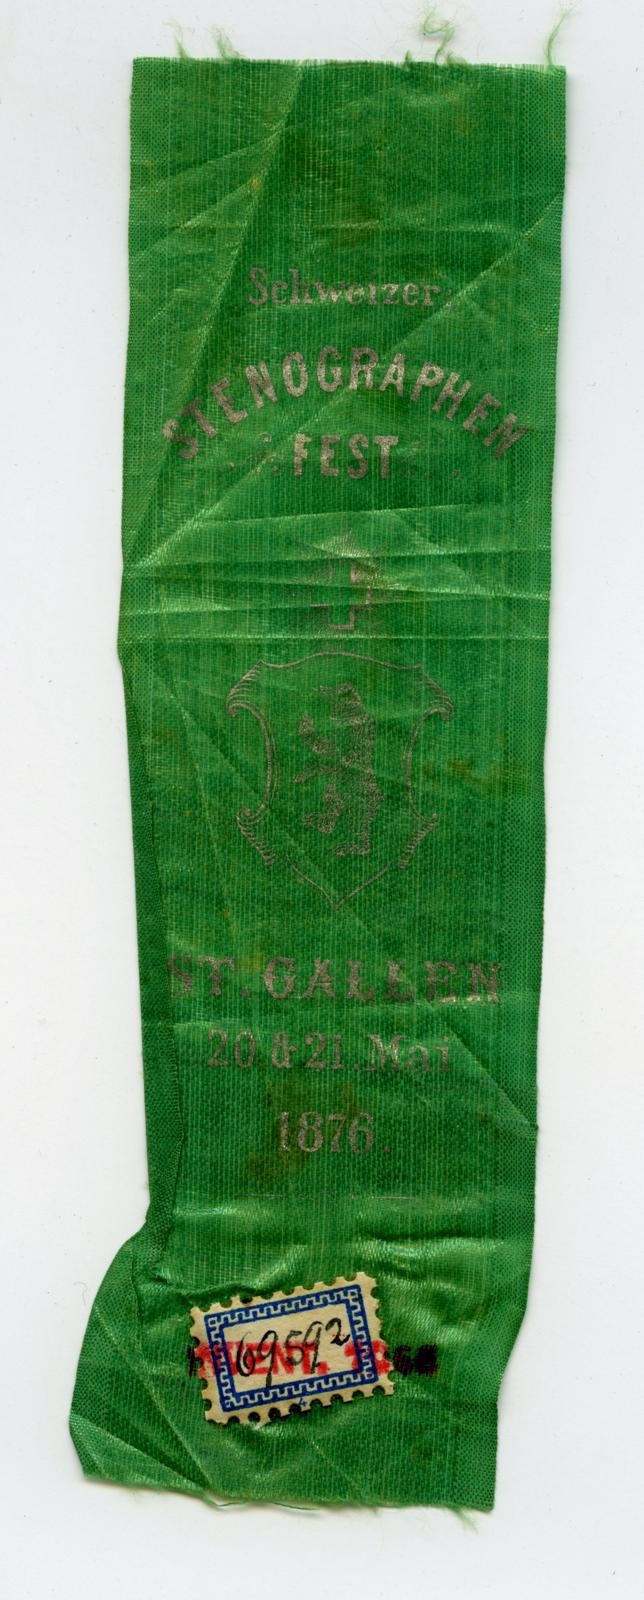 Schweizer:
STENOGRAPHEN
FEST
ST. GALLEN
20 & 21. Mai
1876.
69592